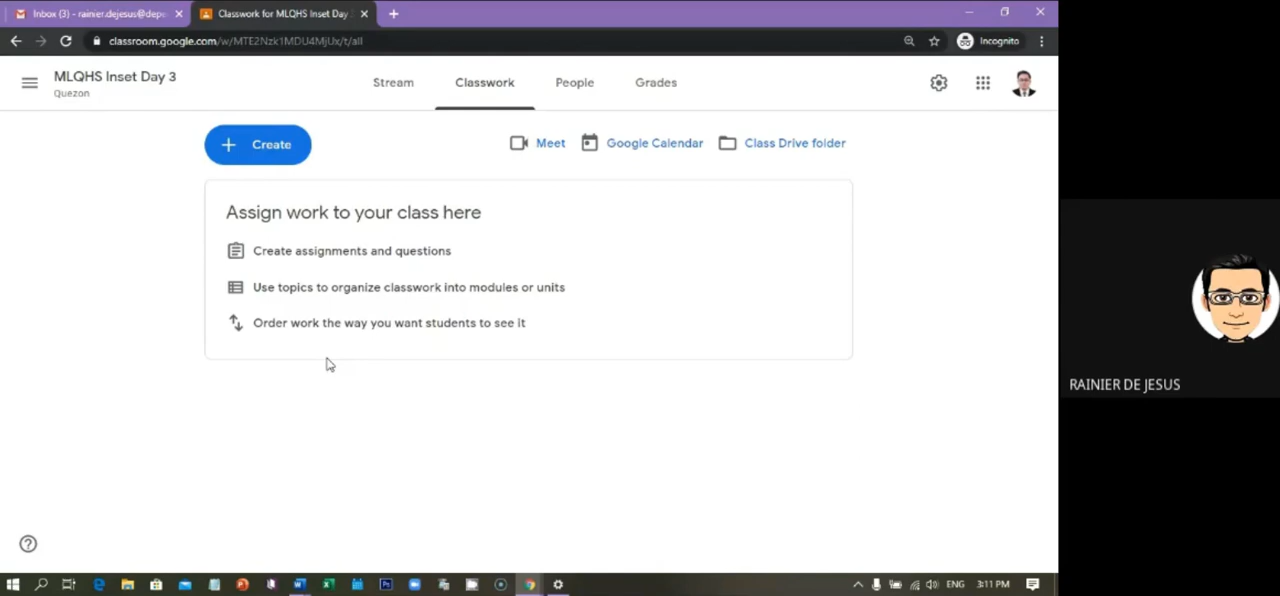 Inbox (3) - rainier.dejesus@depe
Classwork for MLQHS Inset Day
classroom.google.com/w/MTE2Nzk1MDU4MjUx/t/all
Incognito
MLQHS Inset Day 3
Quezon
Stream
Classwork
People
Grades
Create
Meet
Google Calendar
Class Drive folder
Assign work to your class here
Create assignments and questions
Use topics to organize classwork into modules or units
Order work the way you want students to see it
RAINIER DE JESUS
ENG
3:11 PM